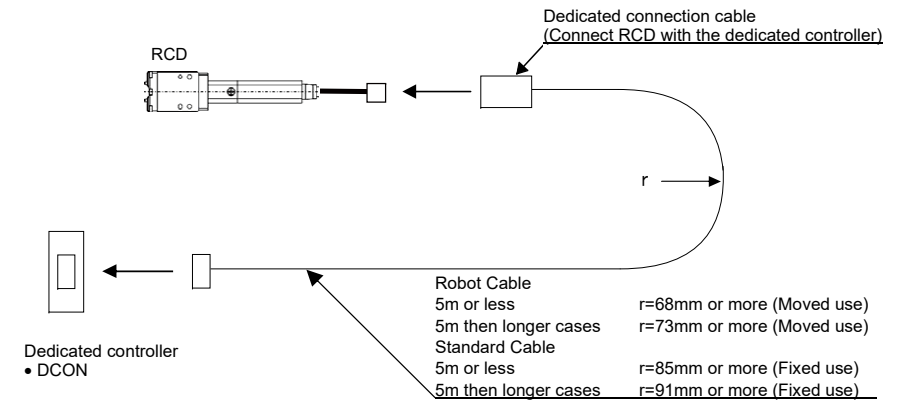 Dedicated connection cable
(Connect RCD with the dedicated controller)
RCD
r
Robot Cable
5m or less r=68mm or more (Moved use)
5m then longer cases r=73mm or more (Moved use)
Standard Cable
5m or less r=85mm or more (Fixed use)
5m then longer cases r=91mm or more (Fixed use)
Dedicated controller
• DCON